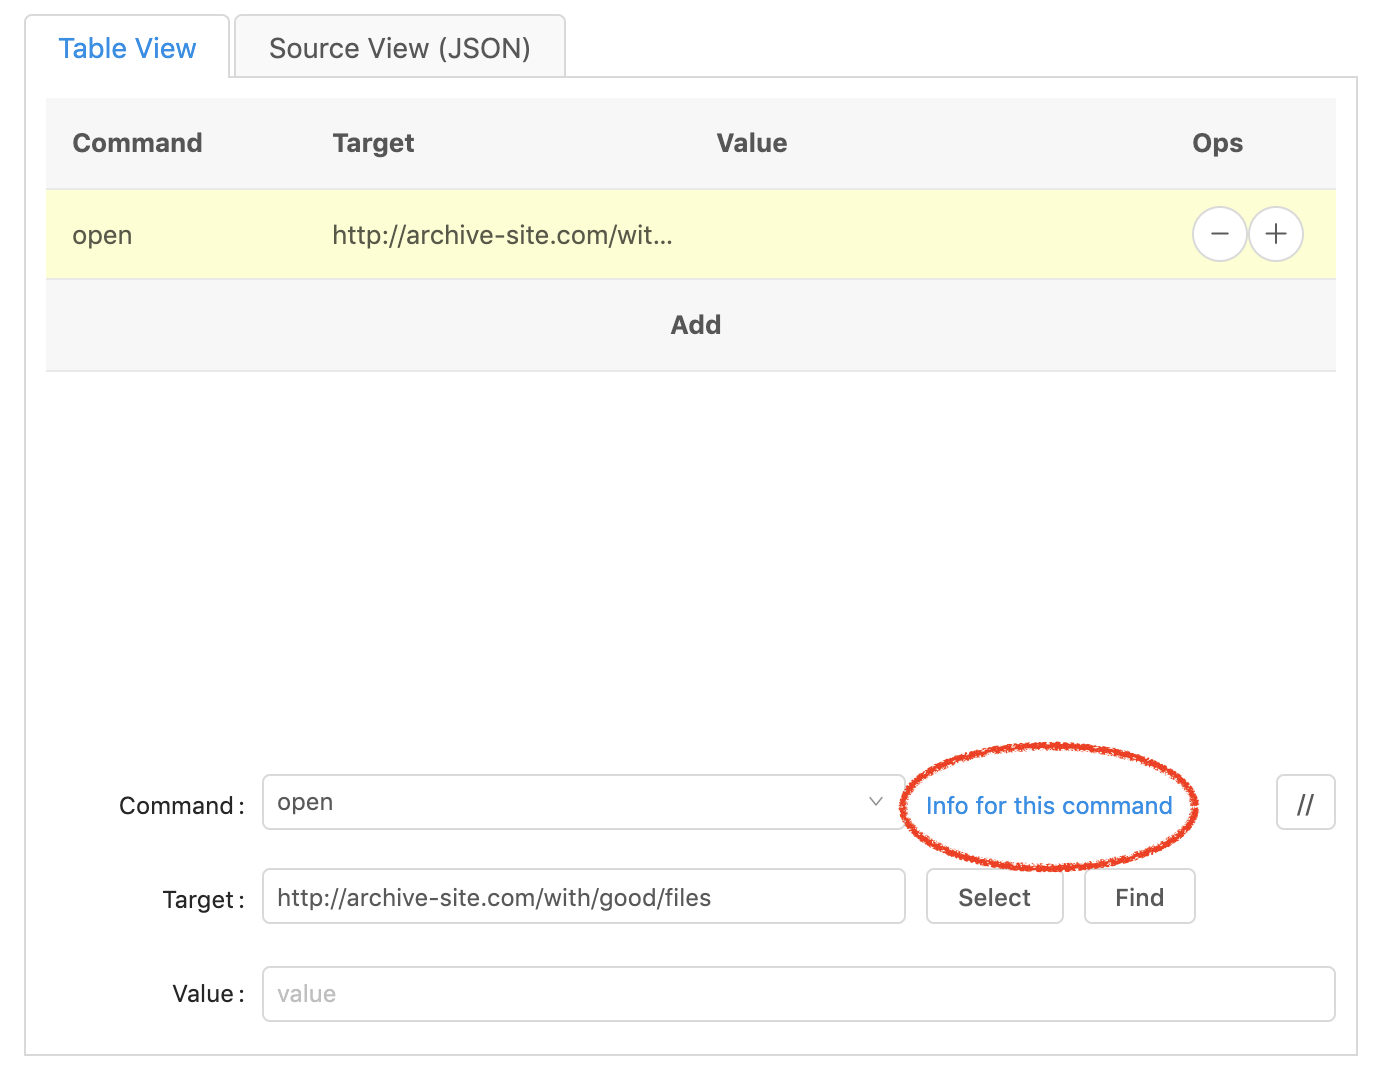 Table View Source View (JSON)
Command Target Value Ops
open http://archive-site.com/wit... − +
Add
Command: open Info for this command //
Target: http://archive-site.com/with/good/files Select Find
Value: value